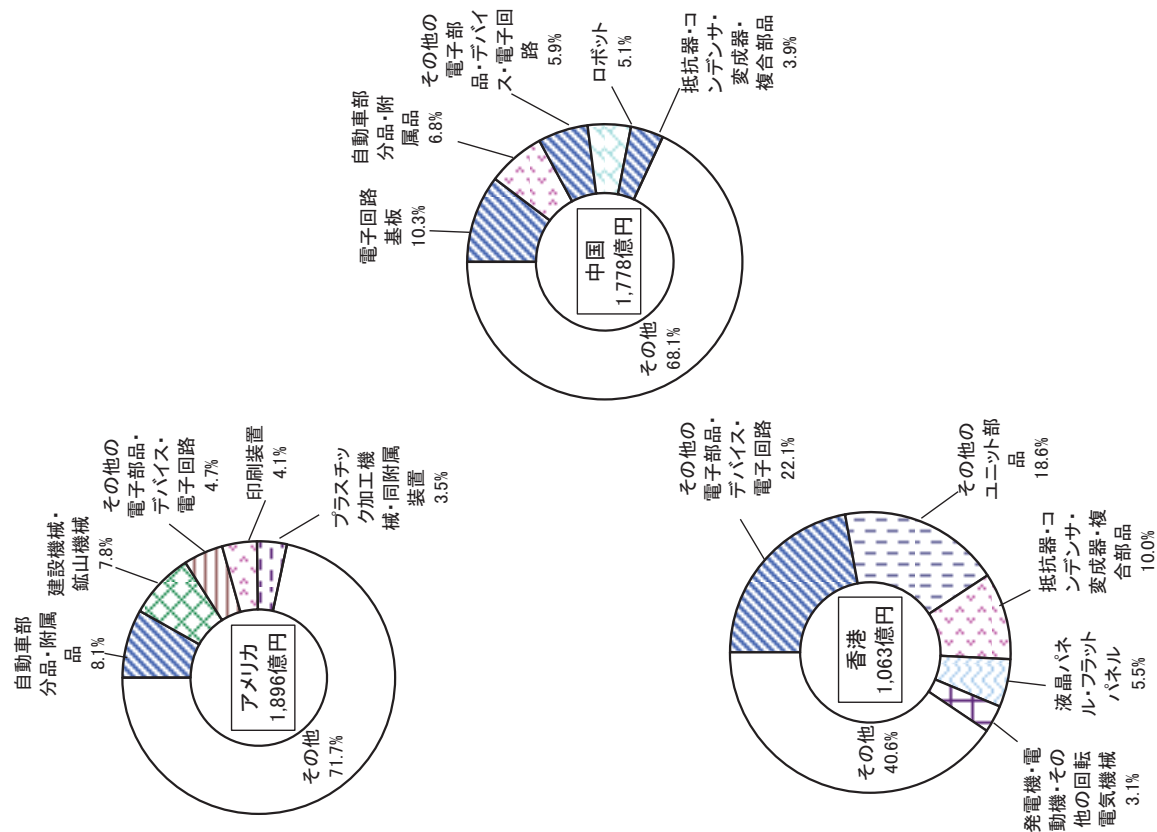 自動車部
分品・附属
品
8.1%
建設機械・
鉱山機械
7.8%
その他の
電子部品・
デバイス・
電子回路
4.7%
印刷装置
4.1%
プラスチッ
ク加工機
械・同附属
装置
3.5%
アメリカ
1,896億円
その他
71.7%
電子回路
基板
10.3%
自動車部
分品・附
属品
6.8%
その他の
電子部
品・デバイ
ス・電子回
路
5.9%
ロボット
5.1%
抵抗器・コ
ンデンサ・
変成器・
複合部品
3.9%
中国
1,778億円
その他
68.1%
その他の
電子部品・
デバイス・
電子回路
22.1%
その他の
ユニット部
品
18.6%
抵抗器・コ
ンデンサ・
変成器・複
合部品
10.0%
液晶パネ
ル・フラット
パネル
5.5%
発電機・電
動機・その
他の回転
電気機械
3.1%
香港
1,063億円
その他
40.6%